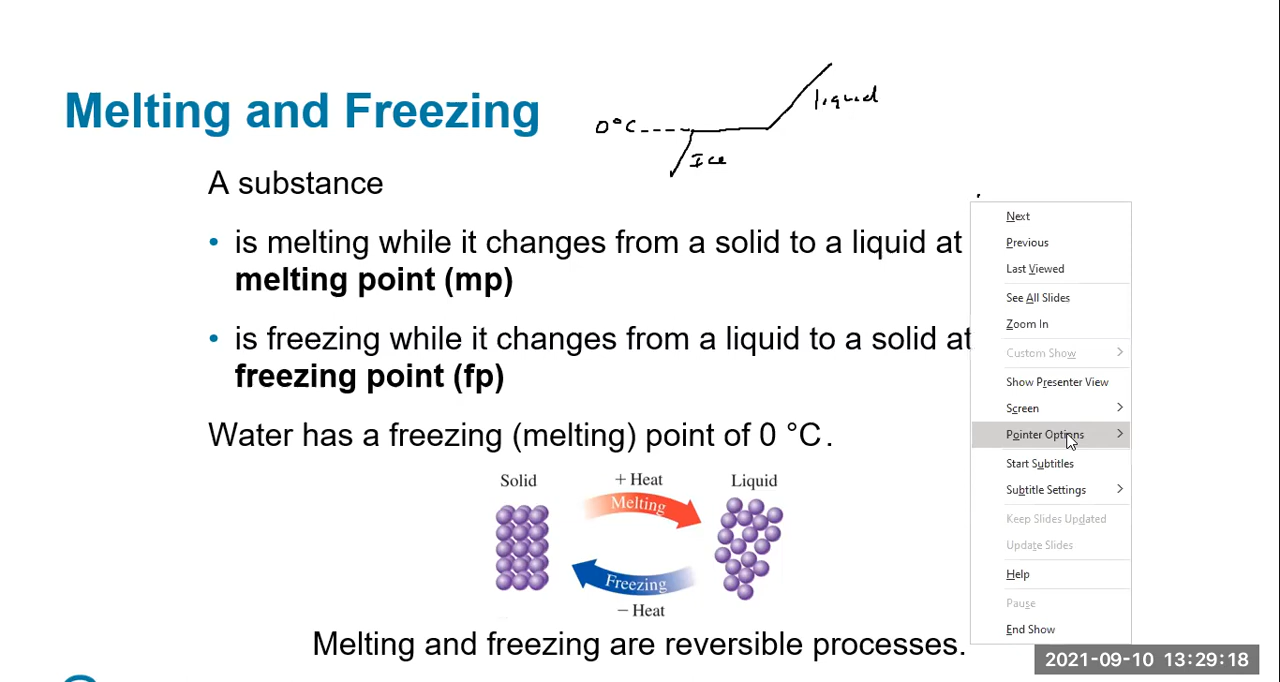 Melting and Freezing
0°C
Ice
liquid
A substance
• is melting while it changes from a solid to a liquid at
melting point (mp)
• is freezing while it changes from a liquid to a solid at
freezing point (fp)
Water has a freezing (melting) point of 0 °C.
Solid
+ Heat
Liquid
Melting
Freezing
− Heat
Melting and freezing are reversible processes.
Next
Previous
Last Viewed
See All Slides
Zoom In
Custom Show
Show Presenter View
Screen
Pointer Options
Start Subtitles
Subtitle Settings
Keep Slides Updated
Update Slides
Help
Pause
End Show
2021-09-10 13:29:18